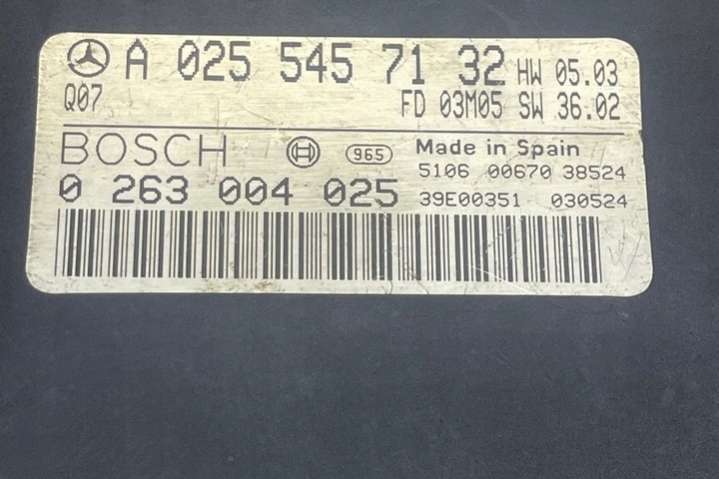 A 025 545 71 32 HW 05.03
Q07 FD 03M05 SW 36.02
BOSCH 965 Made in Spain
5106 00670 38524
0 263 004 025 39E00351 030524